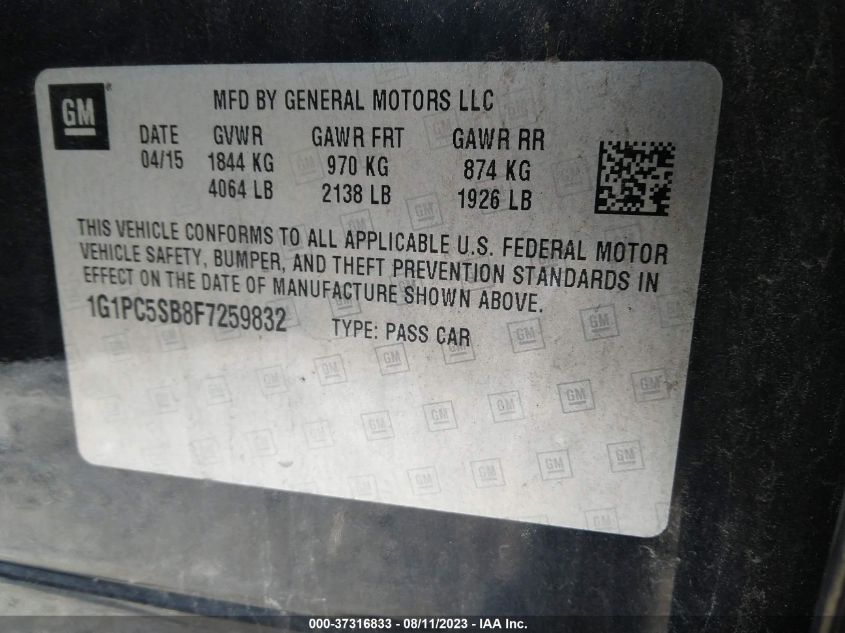 GM
MFD BY GENERAL MOTORS LLC
DATE GVWR GAWR FRT GAWR RR
04/15 1844 KG 970 KG 874 KG
4064 LB 2138 LB 1926 LB
THIS VEHICLE CONFORMS TO ALL APPLICABLE U.S. FEDERAL MOTOR
VEHICLE SAFETY, BUMPER, AND THEFT PREVENTION STANDARDS IN
EFFECT ON THE DATE OF MANUFACTURE SHOWN ABOVE.
1G1PC5SB8F7259832 TYPE: PASS CAR
000-37316833 - 08/11/2023 - IAA Inc.